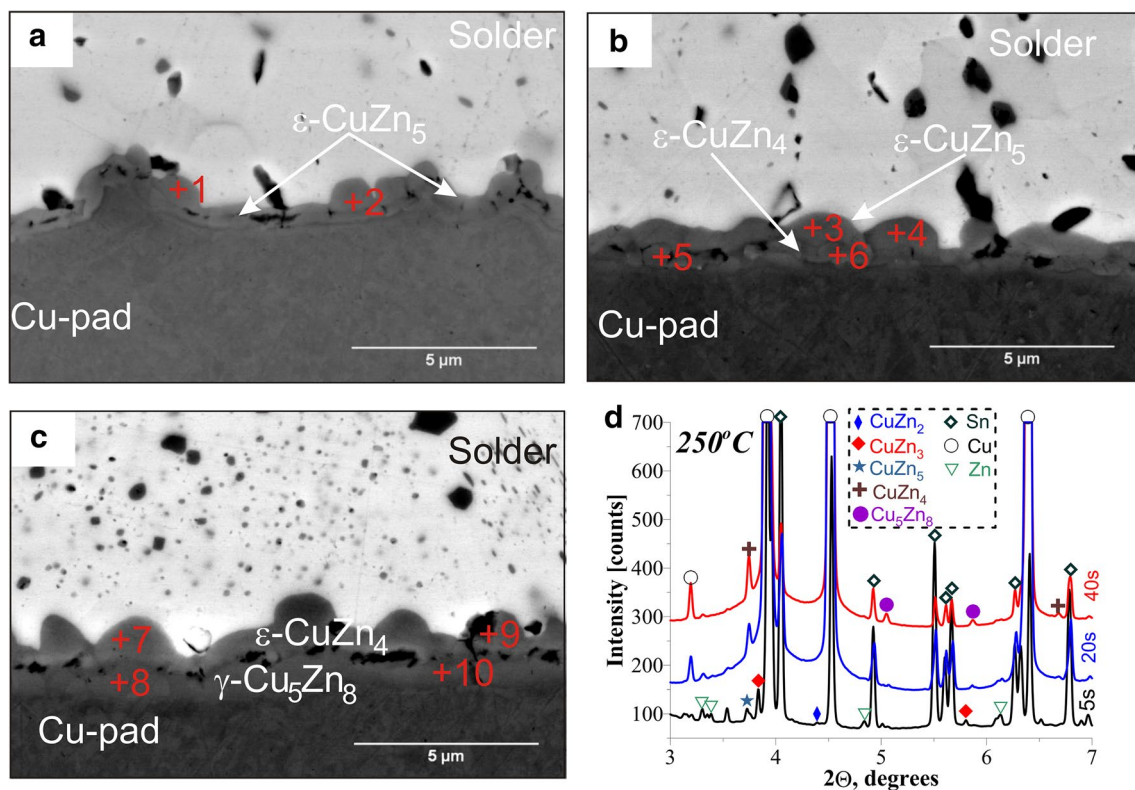 a
Solder
ε-CuZn₅
+1
+2
Cu-pad
5 µm
b
Solder
ε-CuZn₄
ε-CuZn₅
+3
+4
+5
+6
Cu-pad
5 µm
c
Solder
+7
ε-CuZn₄
+9
+8
γ-Cu₅Zn₈
+10
Cu-pad
5 µm
d
250°C
CuZn₂
CuZn₃
CuZn₅
CuZn₄
Cu₅Zn₈
Sn
Cu
Zn
Intensity [counts]
700
600
500
400
300
200
100
40s
20s
5s
3
4
5
6
7
2Θ, degrees